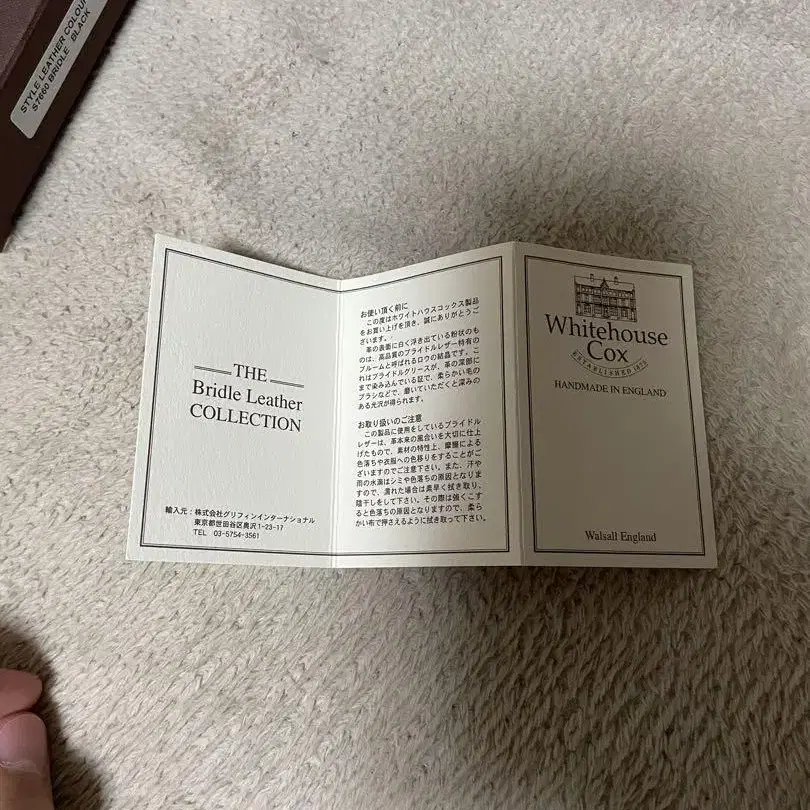 STYLE LEATHER COLOUR
S7660 BRIDLE BLACK
THE
Bridle Leather
COLLECTION
輸入元：株式会社グリフィンインターナショナル
東京都世田谷区奥沢1-23-17
TEL 03-5754-3561
お使い頂く前に
この度はホワイトハウスコックス製品
をお買い上げを頂き、誠にありがとうご
ざいます。
革の表面に白く浮き出ている粉状のも
のは、高品質のブライドルレザー特有の
ブルームと呼ばれるロウの結晶です。こ
れはブライドルグリースが、革の深部に
まで染み込んでいる証で、柔らかい毛の
ブラシなどで、磨いていただくと深みの
ある光沢が得られます。
お取り扱いのご注意
この製品に使用をしているブライドル
レザーは、革本来の風合いを大切に仕上
げたもので、素材の特性上、摩擦による
色落ちや衣服への色移りをすることがご
ざいますのでご注意下さい。また、汗や
雨の水滴はシミや色落ちの原因となりま
すので、濡れた場合は素早く拭き取り、
陰干しをして下さい。その際は強くこす
ると色落ちの原因となりますので、柔ら
かい布で押さえるように拭き取って下さい。
Whitehouse
Cox
ESTABLISHED 1875
HANDMADE IN ENGLAND
Walsall England